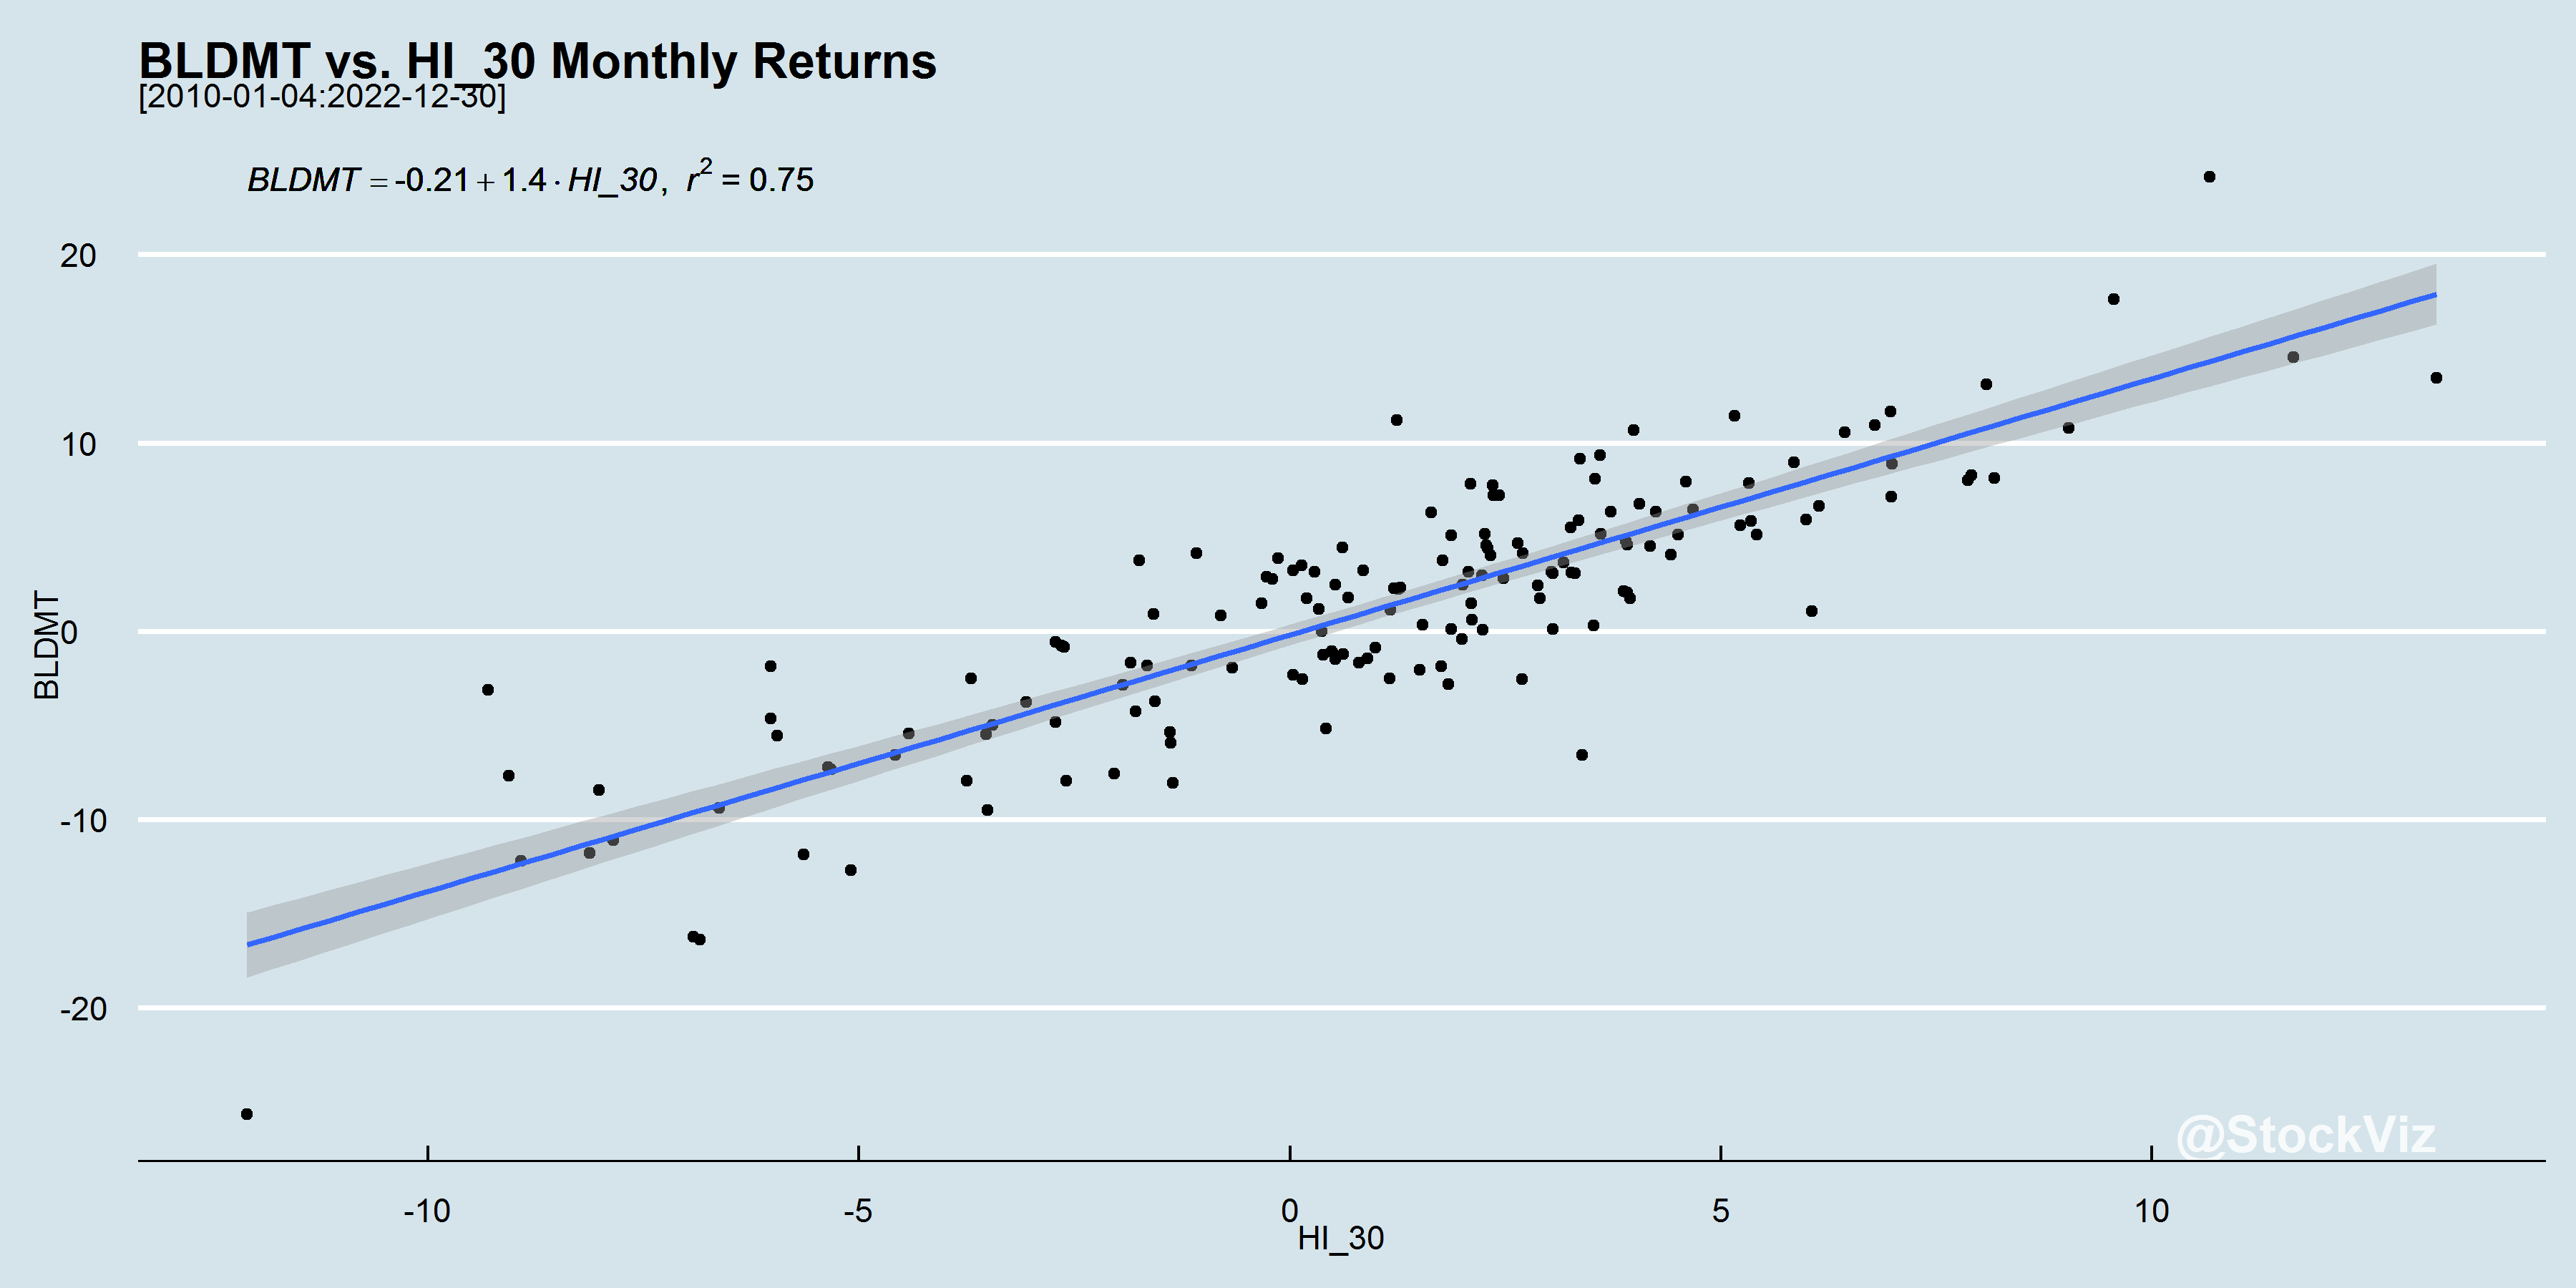 BLDMT vs. HI_30 Monthly Returns
[2010-01-04:2022-12-30]
BLDMT = -0.21 + 1.4 · HI_30, r² = 0.75
20
10
0
-10
-20
BLDMT
@StockViz
-10 -5 0 5 10
HI_30